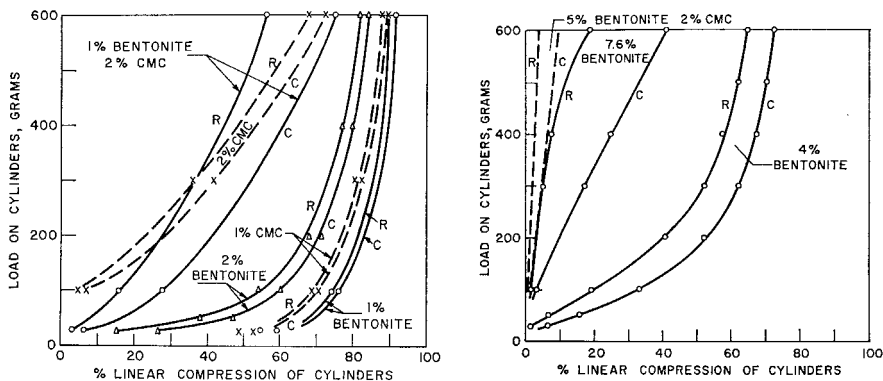 600
400
200
0
LOAD ON CYLINDERS, GRAMS
1% BENTONITE
2% CMC
R
C
2% CMC
R
C
1% CMC
R
C
2%
BENTONITE
R
C
1%
BENTONITE
0
20
40
60
80
100
% LINEAR COMPRESSION OF CYLINDERS
600
400
200
0
LOAD ON CYLINDERS, GRAMS
5% BENTONITE 2% CMC
7.6%
BENTONITE
R
C
R
C
R
C
4%
BENTONITE
0
20
40
60
80
100
% LINEAR COMPRESSION OF CYLINDERS